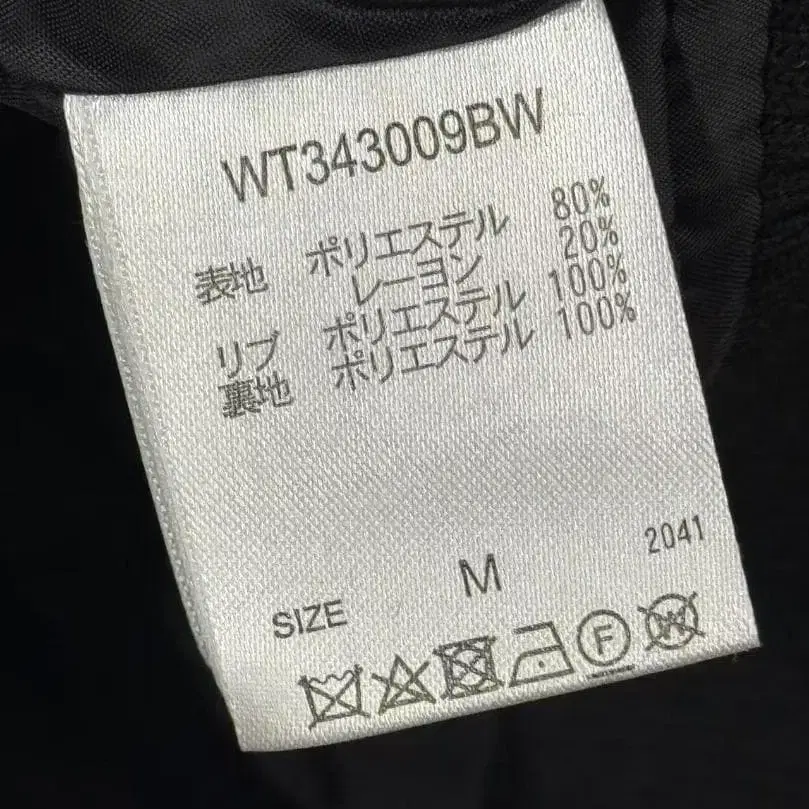 WT343009BW
表地 ポリエステル 80%
レーヨン 20%
リブ ポリエステル 100%
裏地 ポリエステル 100%
2041
SIZE M
F W